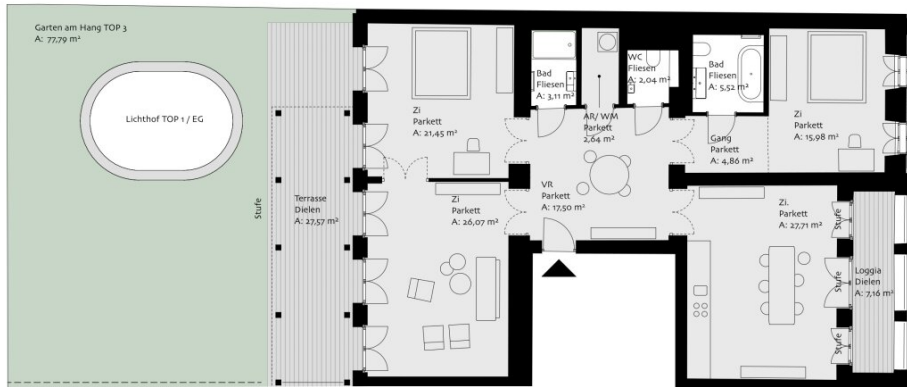 Garten am Hang TOP 3
A: 77,79 m²
Lichthof TOP 1 / EG
Stufe
Terrasse
Dielen
A: 27,57 m²
Zi
Parkett
A: 21,45 m²
Zi
Parkett
A: 26,07 m²
Bad
Fliesen
A: 3,11 m²
AR/ WM
Parkett
2,64 m²
WC
Fliesen
A: 2,04 m²
VR
Parkett
A: 17,50 m²
Bad
Fliesen
A: 5,52 m²
Gang
Parkett
A: 4,86 m²
Zi
Parkett
A: 15,98 m²
Zi.
Parkett
A: 27,71 m²
Stufe
Stufe
Stufe
Loggia
Dielen
A: 7,16 m²